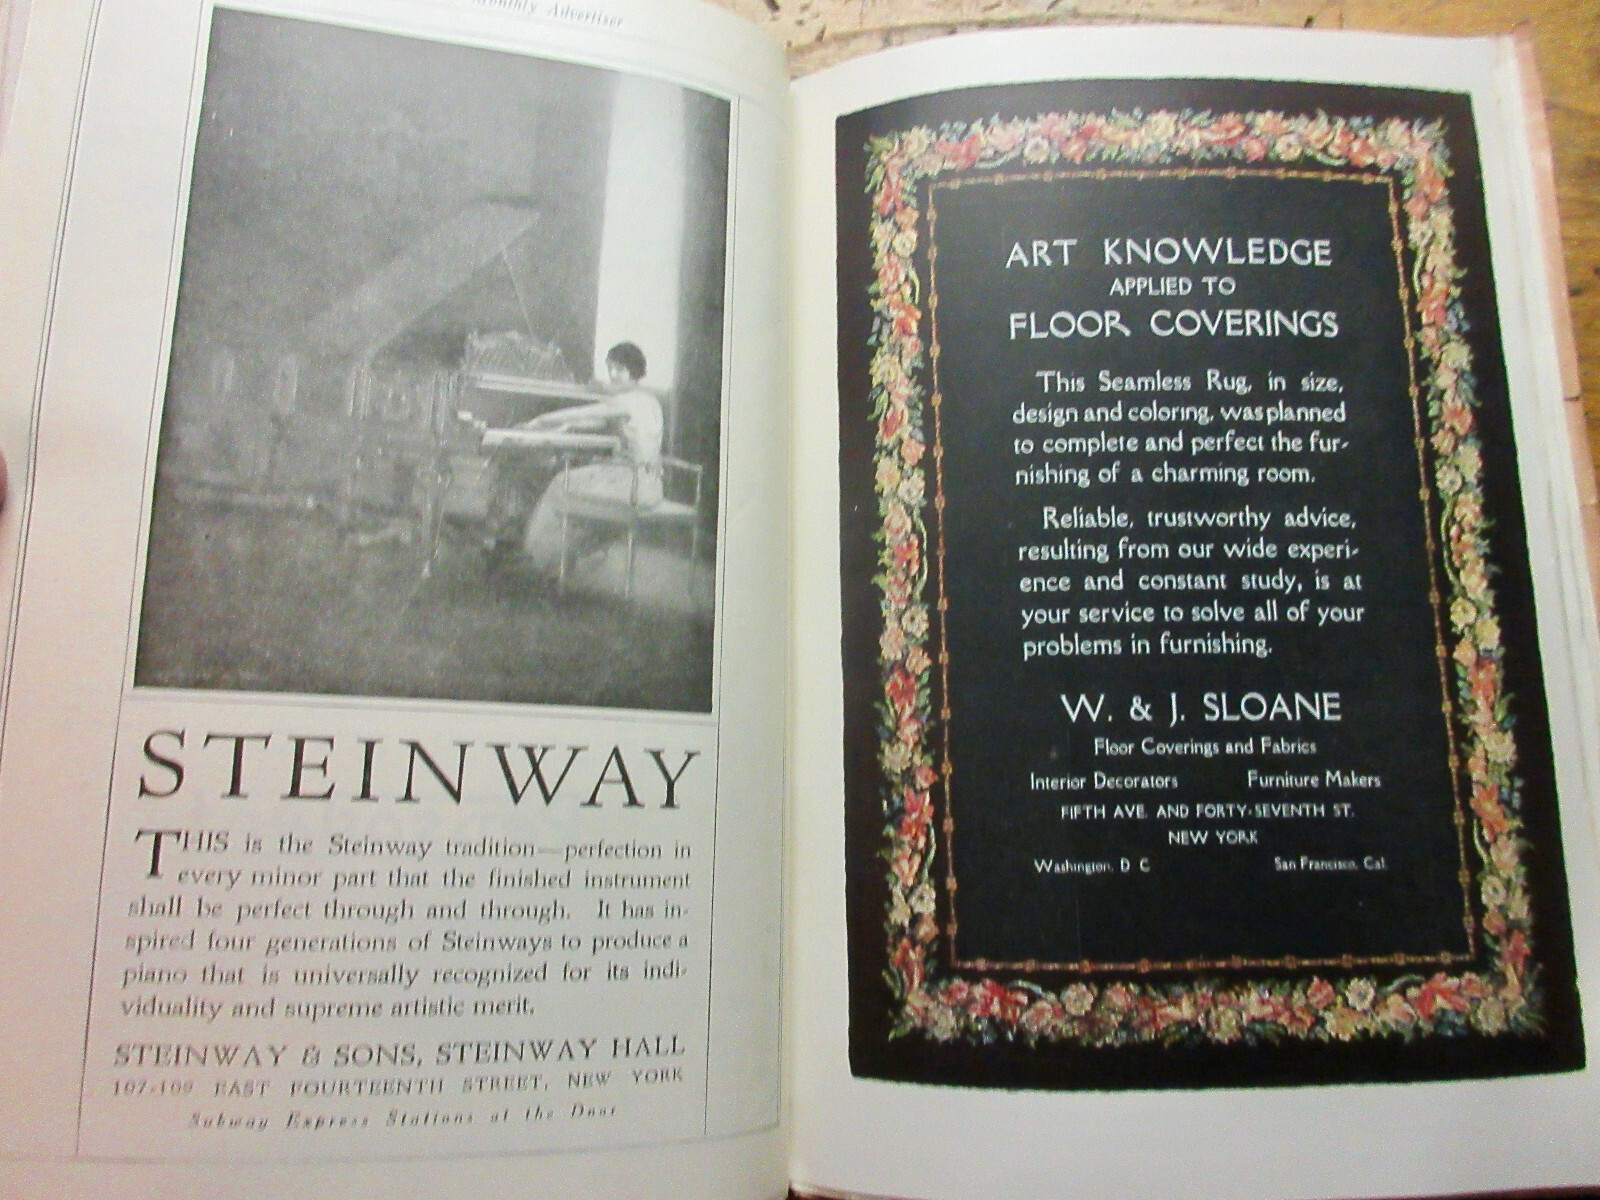 Monthly Advertiser
STEINWAY
THIS is the Steinway tradition—perfection in
every minor part that the finished instrument
shall be perfect through and through. It has in-
spired four generations of Steinways to produce a
piano that is universally recognized for its indi-
viduality and supreme artistic merit.
STEINWAY & SONS, STEINWAY HALL
107-109 EAST FOURTEENTH STREET, NEW YORK
Subway Express Stations at the Door
ART KNOWLEDGE
APPLIED TO
FLOOR COVERINGS
This Seamless Rug, in size,
design and coloring, was planned
to complete and perfect the fur-
nishing of a charming room.
Reliable, trustworthy advice,
resulting from our wide experi-
ence and constant study, is at
your service to solve all of your
problems in furnishing.
W. & J. SLOANE
Floor Coverings and Fabrics
Interior Decorators Furniture Makers
FIFTH AVE. AND FORTY-SEVENTH ST.
NEW YORK
Washington, D C San Francisco, Cal.